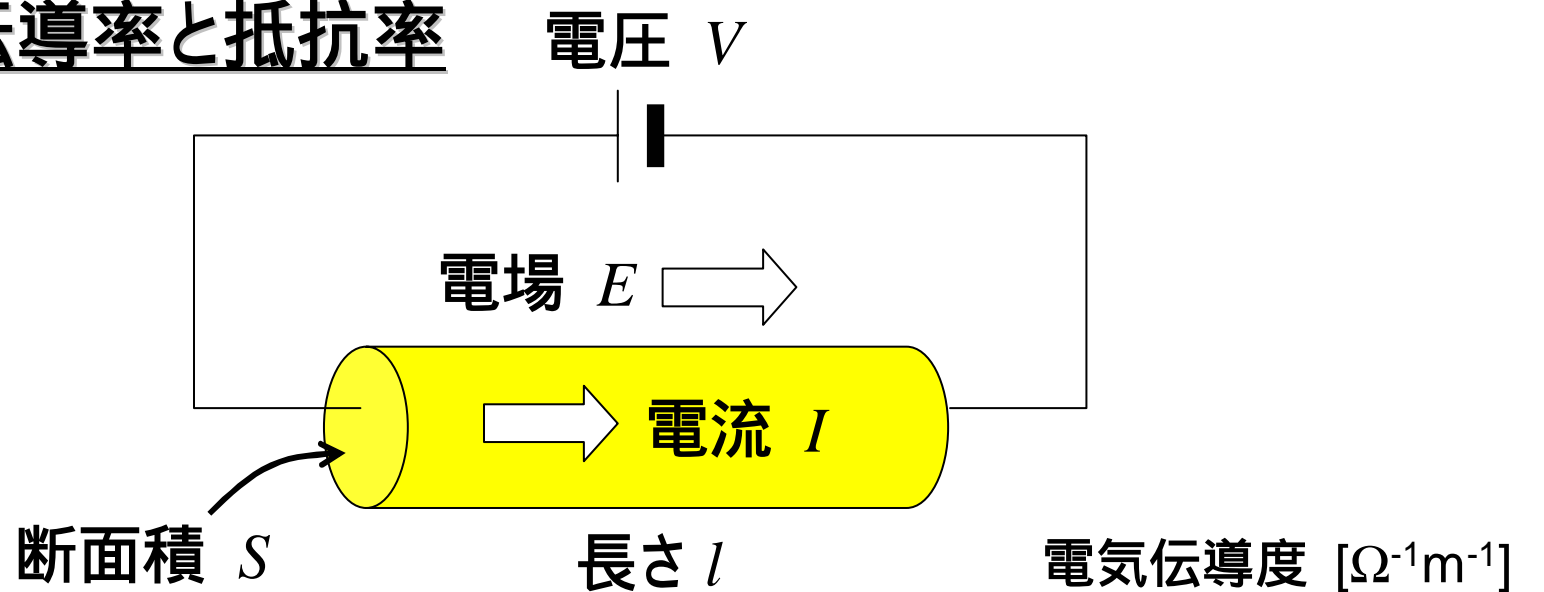 伝導率と抵抗率
電圧 V
電場 E
電流 I
断面積 S
長さ l
電気伝導度 [Ω-1m-1]